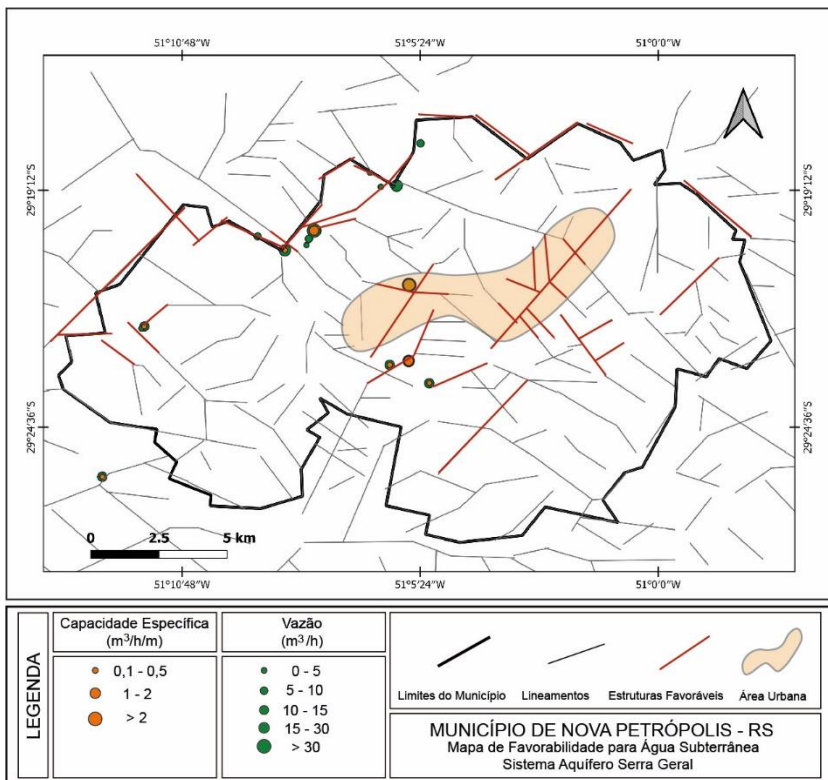 51°10'48"W
51°5'24"W
51°0'0"W
29°19'12"S
29°19'12"S
29°24'36"S
29°24'36"S
0 2.5 5 km
51°10'48"W
51°5'24"W
51°0'0"W
LEGENDA
Capacidade Específica
(m³/h/m)
0,1 - 0,5
1 - 2
> 2
Vazão
(m³/h)
0 - 5
5 - 10
10 - 15
15 - 30
> 30
Limites do Município
Lineamentos
Estruturas Favoráveis
Área Urbana
MUNICÍPIO DE NOVA PETRÓPOLIS - RS
Mapa de Favorabilidade para Água Subterrânea
Sistema Aquífero Serra Geral